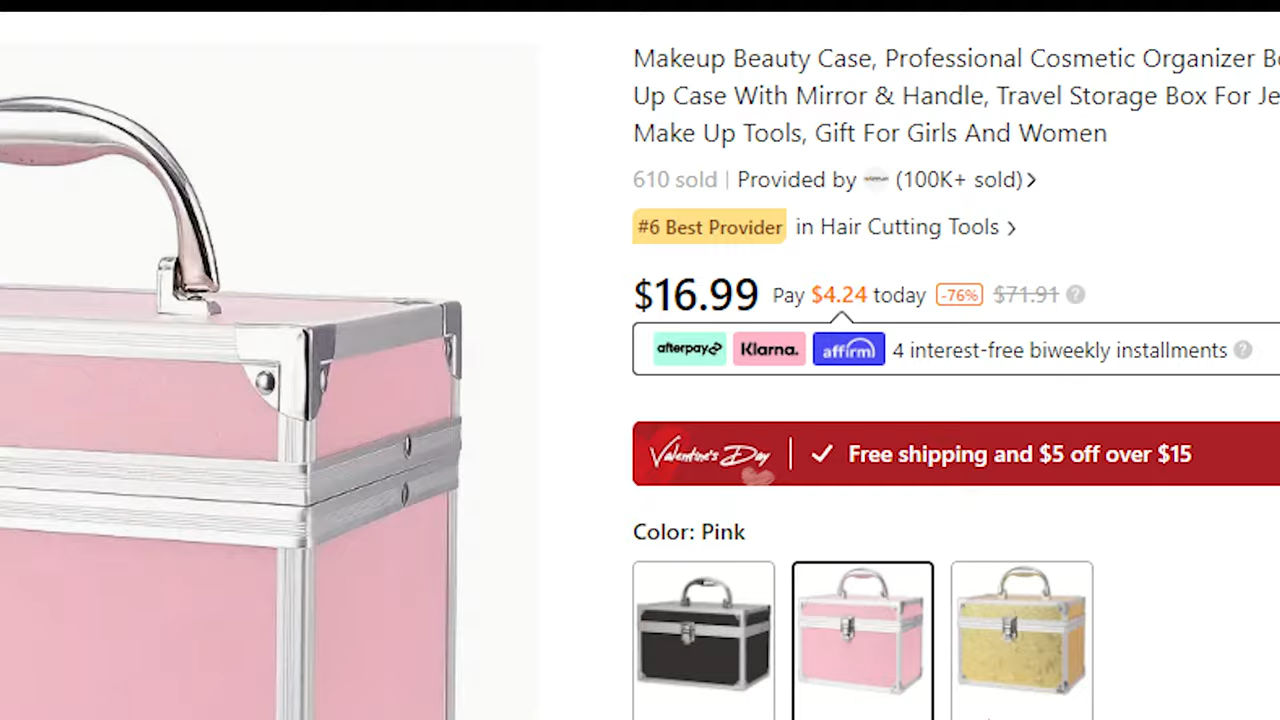 Makeup Beauty Case, Professional Cosmetic Organizer
Up Case With Mirror & Handle, Travel Storage Box For
Make Up Tools, Gift For Girls And Women
610 sold | Provided by (100K+ sold)
#6 Best Provider in Hair Cutting Tools
$16.99 Pay $4.24 today -76% $71.91 ?
afterpay Klarna. affirm 4 interest-free biweekly installments ?
Valentine's Day | ✓ Free shipping and $5 off over $15
Color: Pink